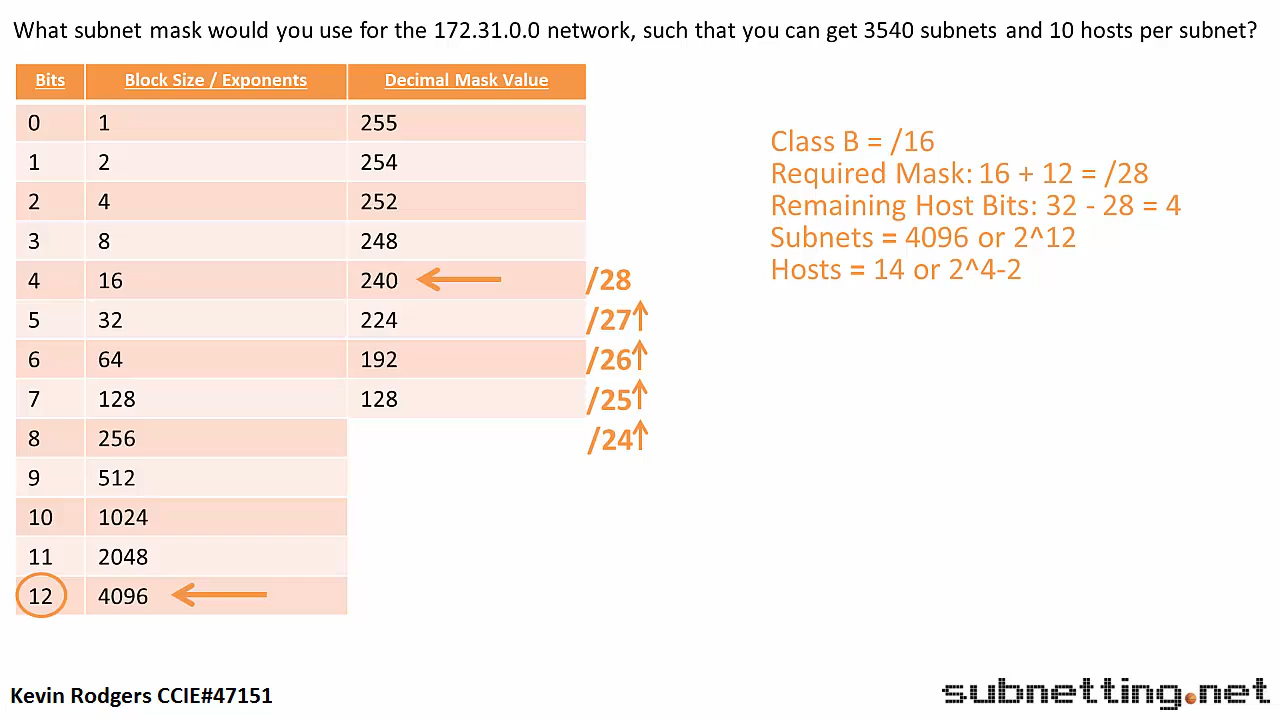 What subnet mask would you use for the 172.31.0.0 network, such that you can get 3540 subnets and 10 hosts per subnet?
Bits Block Size / Exponents Decimal Mask Value
0 1 255
1 2 254
2 4 252
3 8 248
4 16 240 /28
5 32 224 /27
6 64 192 /26
7 128 128 /25
8 256 /24
9 512
10 1024
11 2048
12 4096
Class B = /16
Required Mask: 16 + 12 = /28
Remaining Host Bits: 32 - 28 = 4
Subnets = 4096 or 2^12
Hosts = 14 or 2^4-2
Kevin Rodgers CCIE#47151
subnetting.net